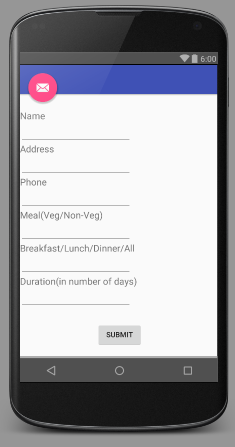 6:00
Name
Address
Phone
Meal(Veg/Non-Veg)
Breakfast/Lunch/Dinner/All
Duration(in number of days)
SUBMIT